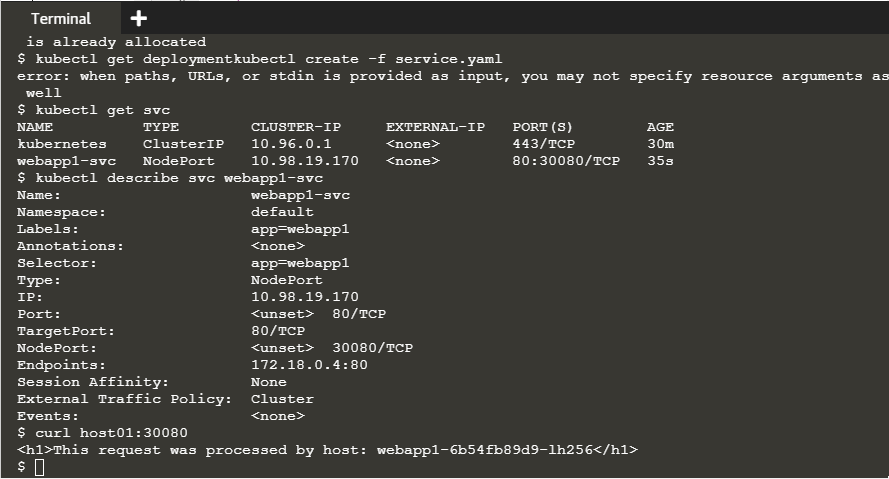 Terminal
is already allocated
$ kubectl get deploymentkubectl create -f service.yaml
error: when paths, URLs, or stdin is provided as input, you may not specify resource arguments as
well
$ kubectl get svc
NAME TYPE CLUSTER-IP EXTERNAL-IP PORT(S) AGE
kubernetes ClusterIP 10.96.0.1 <none> 443/TCP 30m
webapp1-svc NodePort 10.98.19.170 <none> 80:30080/TCP 35s
$ kubectl describe svc webapp1-svc
Name: webapp1-svc
Namespace: default
Labels: app=webapp1
Annotations: <none>
Selector: app=webapp1
Type: NodePort
IP: 10.98.19.170
Port: <unset> 80/TCP
TargetPort: 80/TCP
NodePort: <unset> 30080/TCP
Endpoints: 172.18.0.4:80
Session Affinity: None
External Traffic Policy: Cluster
Events: <none>
$ curl host01:30080
<h1>This request was processed by host: webapp1-6b54fb89d9-lh256</h1>
$